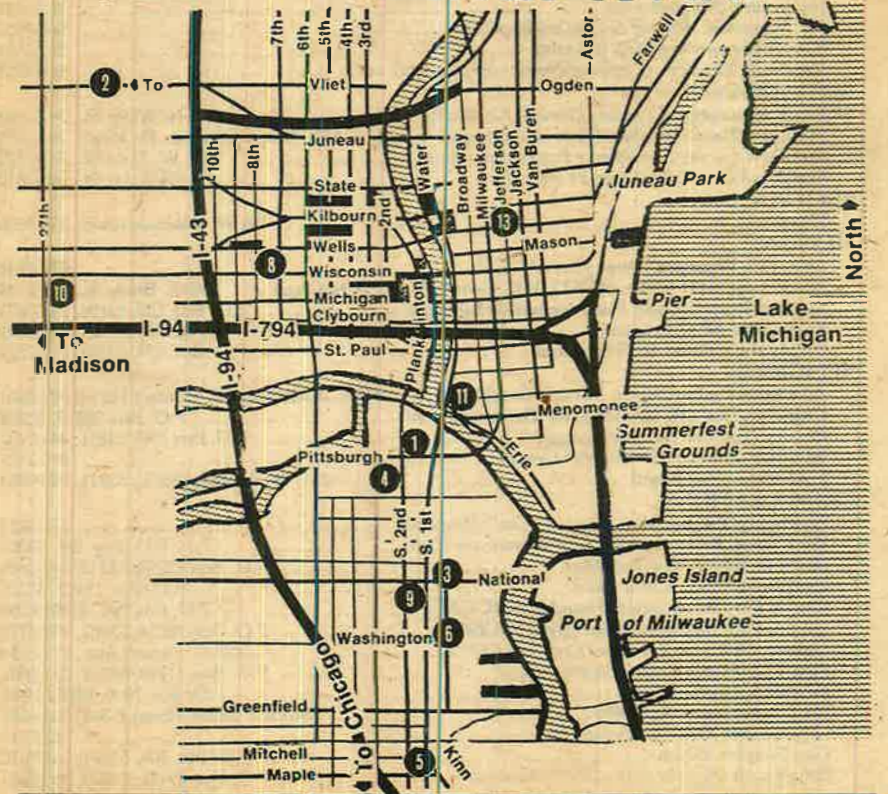 7th
6th
5th
4th
3rd
Astor
Farwell
2
To
Vliet
Ogden
Juneau
10th
8th
Waker
Broadway
Milwaukee
Jefferson
Jackson
Van Buren
State
Juneau Park
27th
Kilbourn
2nd
13
I-43
Wells
Mason
North
8
Wisconsin
10
Michigan
Clybourn
Plankinton
Pier
Lake
Michigan
I-94
I-794
To
Madison
St. Paul
I-94
11
Menomonee
1
Summerfest
Grounds
Pittsburgh
Erie
4
S. 2nd
S. 1st
3
National
Jones Island
9
Port of Milwaukee
Washington
6
Chicago
To
Greenfield
Mitchell
5
Kinn
Maple